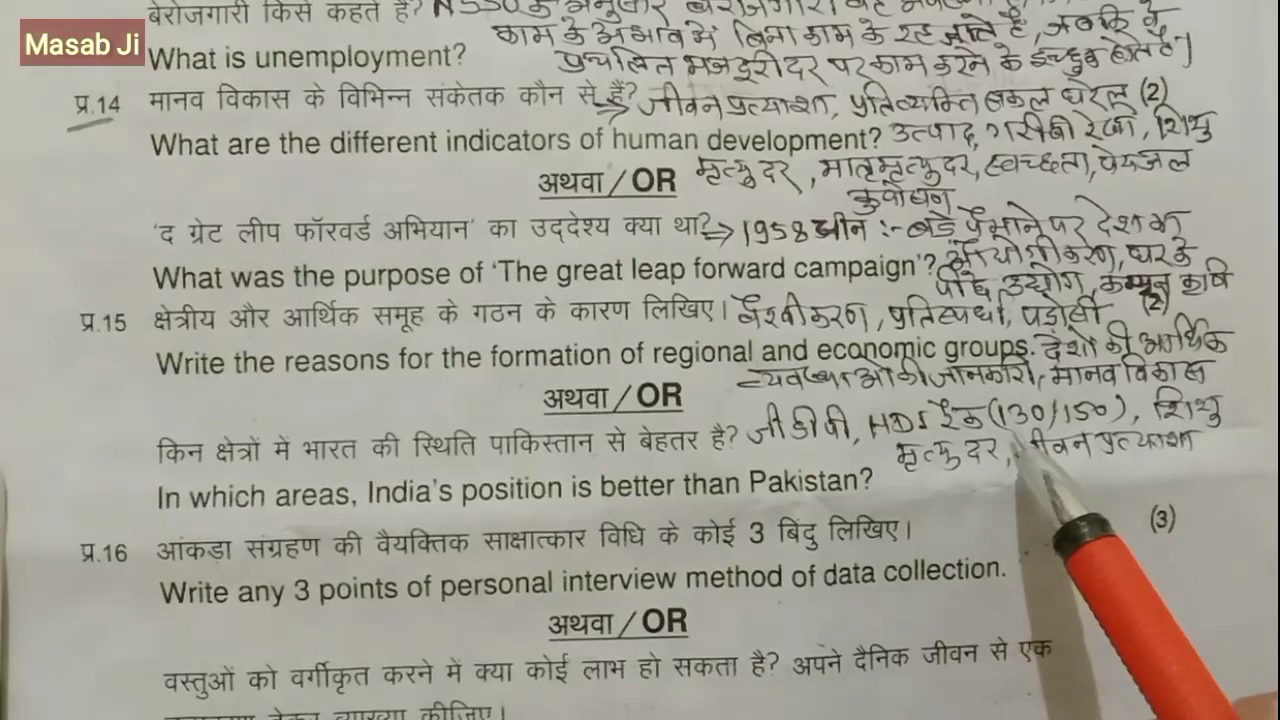 Masab Ji
बेरोजगारी किसे कहते हैं? NSSO के अनुसार बेरोजगारी वह
काम के अभाव में बिना काम के रह जाते हैं, जबकि वे
What is unemployment? प्रचलित मजदूरी दर पर काम करने के इच्छुक होते हैं।
प्र.14 मानव विकास के विभिन्न संकेतक कौन से हैं? → जीवन प्रत्याशा, प्रतिव्यक्ति सकल घरेलू (2)
What are the different indicators of human development? उत्पाद, गरीबी रेखा, शिशु
अथवा / OR मृत्यु दर, मातृमृत्यु दर, स्वच्छता, पेयजल
कुपोषण
'द ग्रेट लीप फॉरवर्ड अभियान' का उद्देश्य क्या था? ⇒ 1958 चीन :- बड़े पैमाने पर देश का
What was the purpose of 'The great leap forward campaign'? औद्योगीकरण, घर के
पीछे उद्योग, कम्यून कृषि
प्र.15 क्षेत्रीय और आर्थिक समूह के गठन के कारण लिखिए। वैश्वीकरण, प्रतिस्पर्धा, पड़ोसी (2)
Write the reasons for the formation of regional and economic groups. देशों की आर्थिक
व्यवस्थाओं की जानकारी, मानव विकास
अथवा / OR
किन क्षेत्रों में भारत की स्थिति पाकिस्तान से बेहतर है? जीडीपी, HDI रैंक (130/150), शिशु
मृत्यु दर, जीवन प्रत्याशा
In which areas, India's position is better than Pakistan?
प्र.16 आंकड़ा संग्रहण की वैयक्तिक साक्षात्कार विधि के कोई 3 बिंदु लिखिए। (3)
Write any 3 points of personal interview method of data collection.
अथवा / OR
वस्तुओं को वर्गीकृत करने में क्या कोई लाभ हो सकता है? अपने दैनिक जीवन से एक